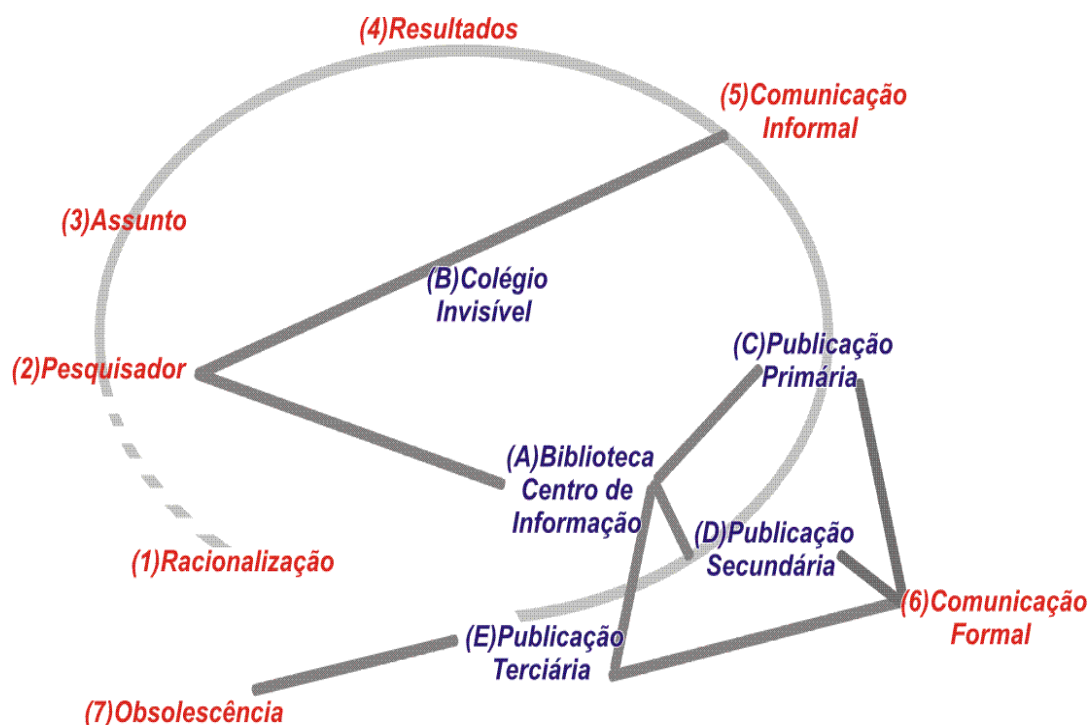 (4)Resultados
(5)Comunicação
Informal
(3)Assunto
(B)Colégio
Invisível
(C)Publicação
Primária
(2)Pesquisador
(A)Biblioteca
Centro de
Informação
(D)Publicação
Secundária
(1)Racionalização
(6)Comunicação
Formal
(E)Publicação
Terciária
(7)Obsolescência